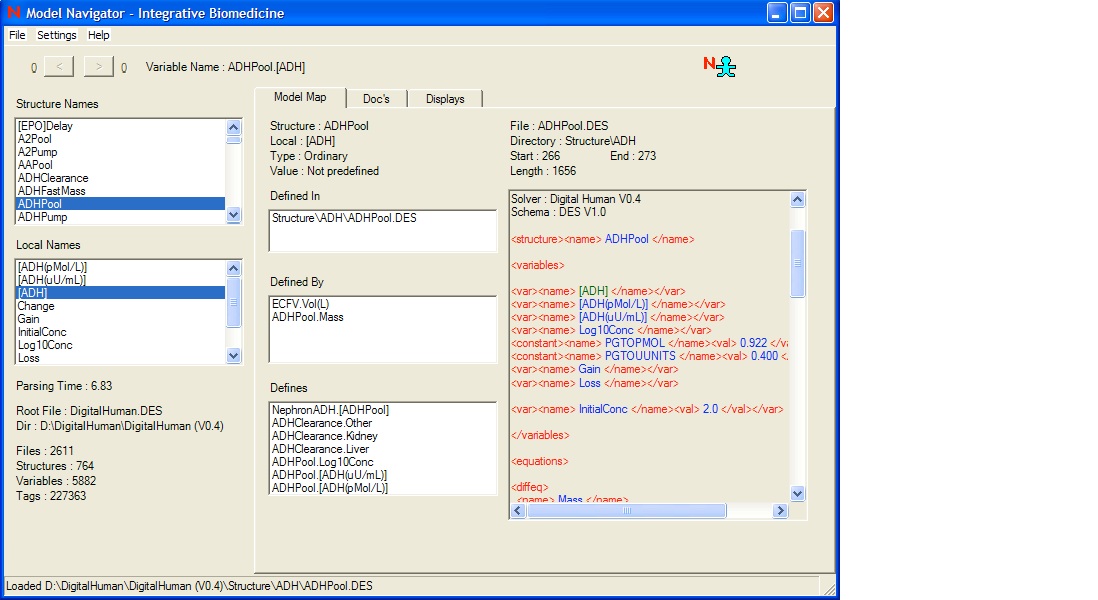 N Model Navigator - Integrative Biomedicine
File Settings Help
0 < > 0 Variable Name : ADHPool.[ADH]
N
Structure Names
[EPO]Delay
A2Pool
A2Pump
AAPool
ADHClearance
ADHFastMass
ADHPool
ADHPump
Local Names
[ADH(pMol/L)]
[ADH(uU/mL)]
[ADH]
Change
Gain
InitialConc
Log10Conc
Loss
Parsing Time : 6.83
Root File : DigitalHuman.DES
Dir : D:\DigitalHuman\DigitalHuman (V0.4)
Files : 2611
Structures : 764
Variables : 5882
Tags : 227363
Model Map Doc's Displays
Structure : ADHPool
Local : [ADH]
Type : Ordinary
Value : Not predefined
Defined In
Structure\ADH\ADHPool.DES
Defined By
ECFV.Vol(L)
ADHPool.Mass
Defines
NephronADH.[ADHPool]
ADHClearance.Other
ADHClearance.Kidney
ADHClearance.Liver
ADHPool.Log10Conc
ADHPool.[ADH(uU/mL)]
ADHPool.[ADH(pMol/L)]
File : ADHPool.DES
Directory : Structure\ADH
Start : 266 End : 273
Length : 1656
Solver : Digital Human V0.4
Schema : DES V1.0
<structure><name> ADHPool </name>
<variables>
<var><name> [ADH] </name></var>
<var><name> [ADH(pMol/L)] </name></var>
<var><name> [ADH(uU/mL)] </name></var>
<var><name> Log10Conc </name></var>
<constant><name> PGTOPMOL </name><val> 0.922 </v
<constant><name> PGTOUUNITS </name><val> 0.400 <
<var><name> Gain </name></var>
<var><name> Loss </name></var>
<var><name> InitialConc </name><val> 2.0 </val></var>
</variables>
<equations>
<diffeq>
<name> Mass </name>
Loaded D:\DigitalHuman\DigitalHuman (V0.4)\Structure\ADH\ADHPool.DES